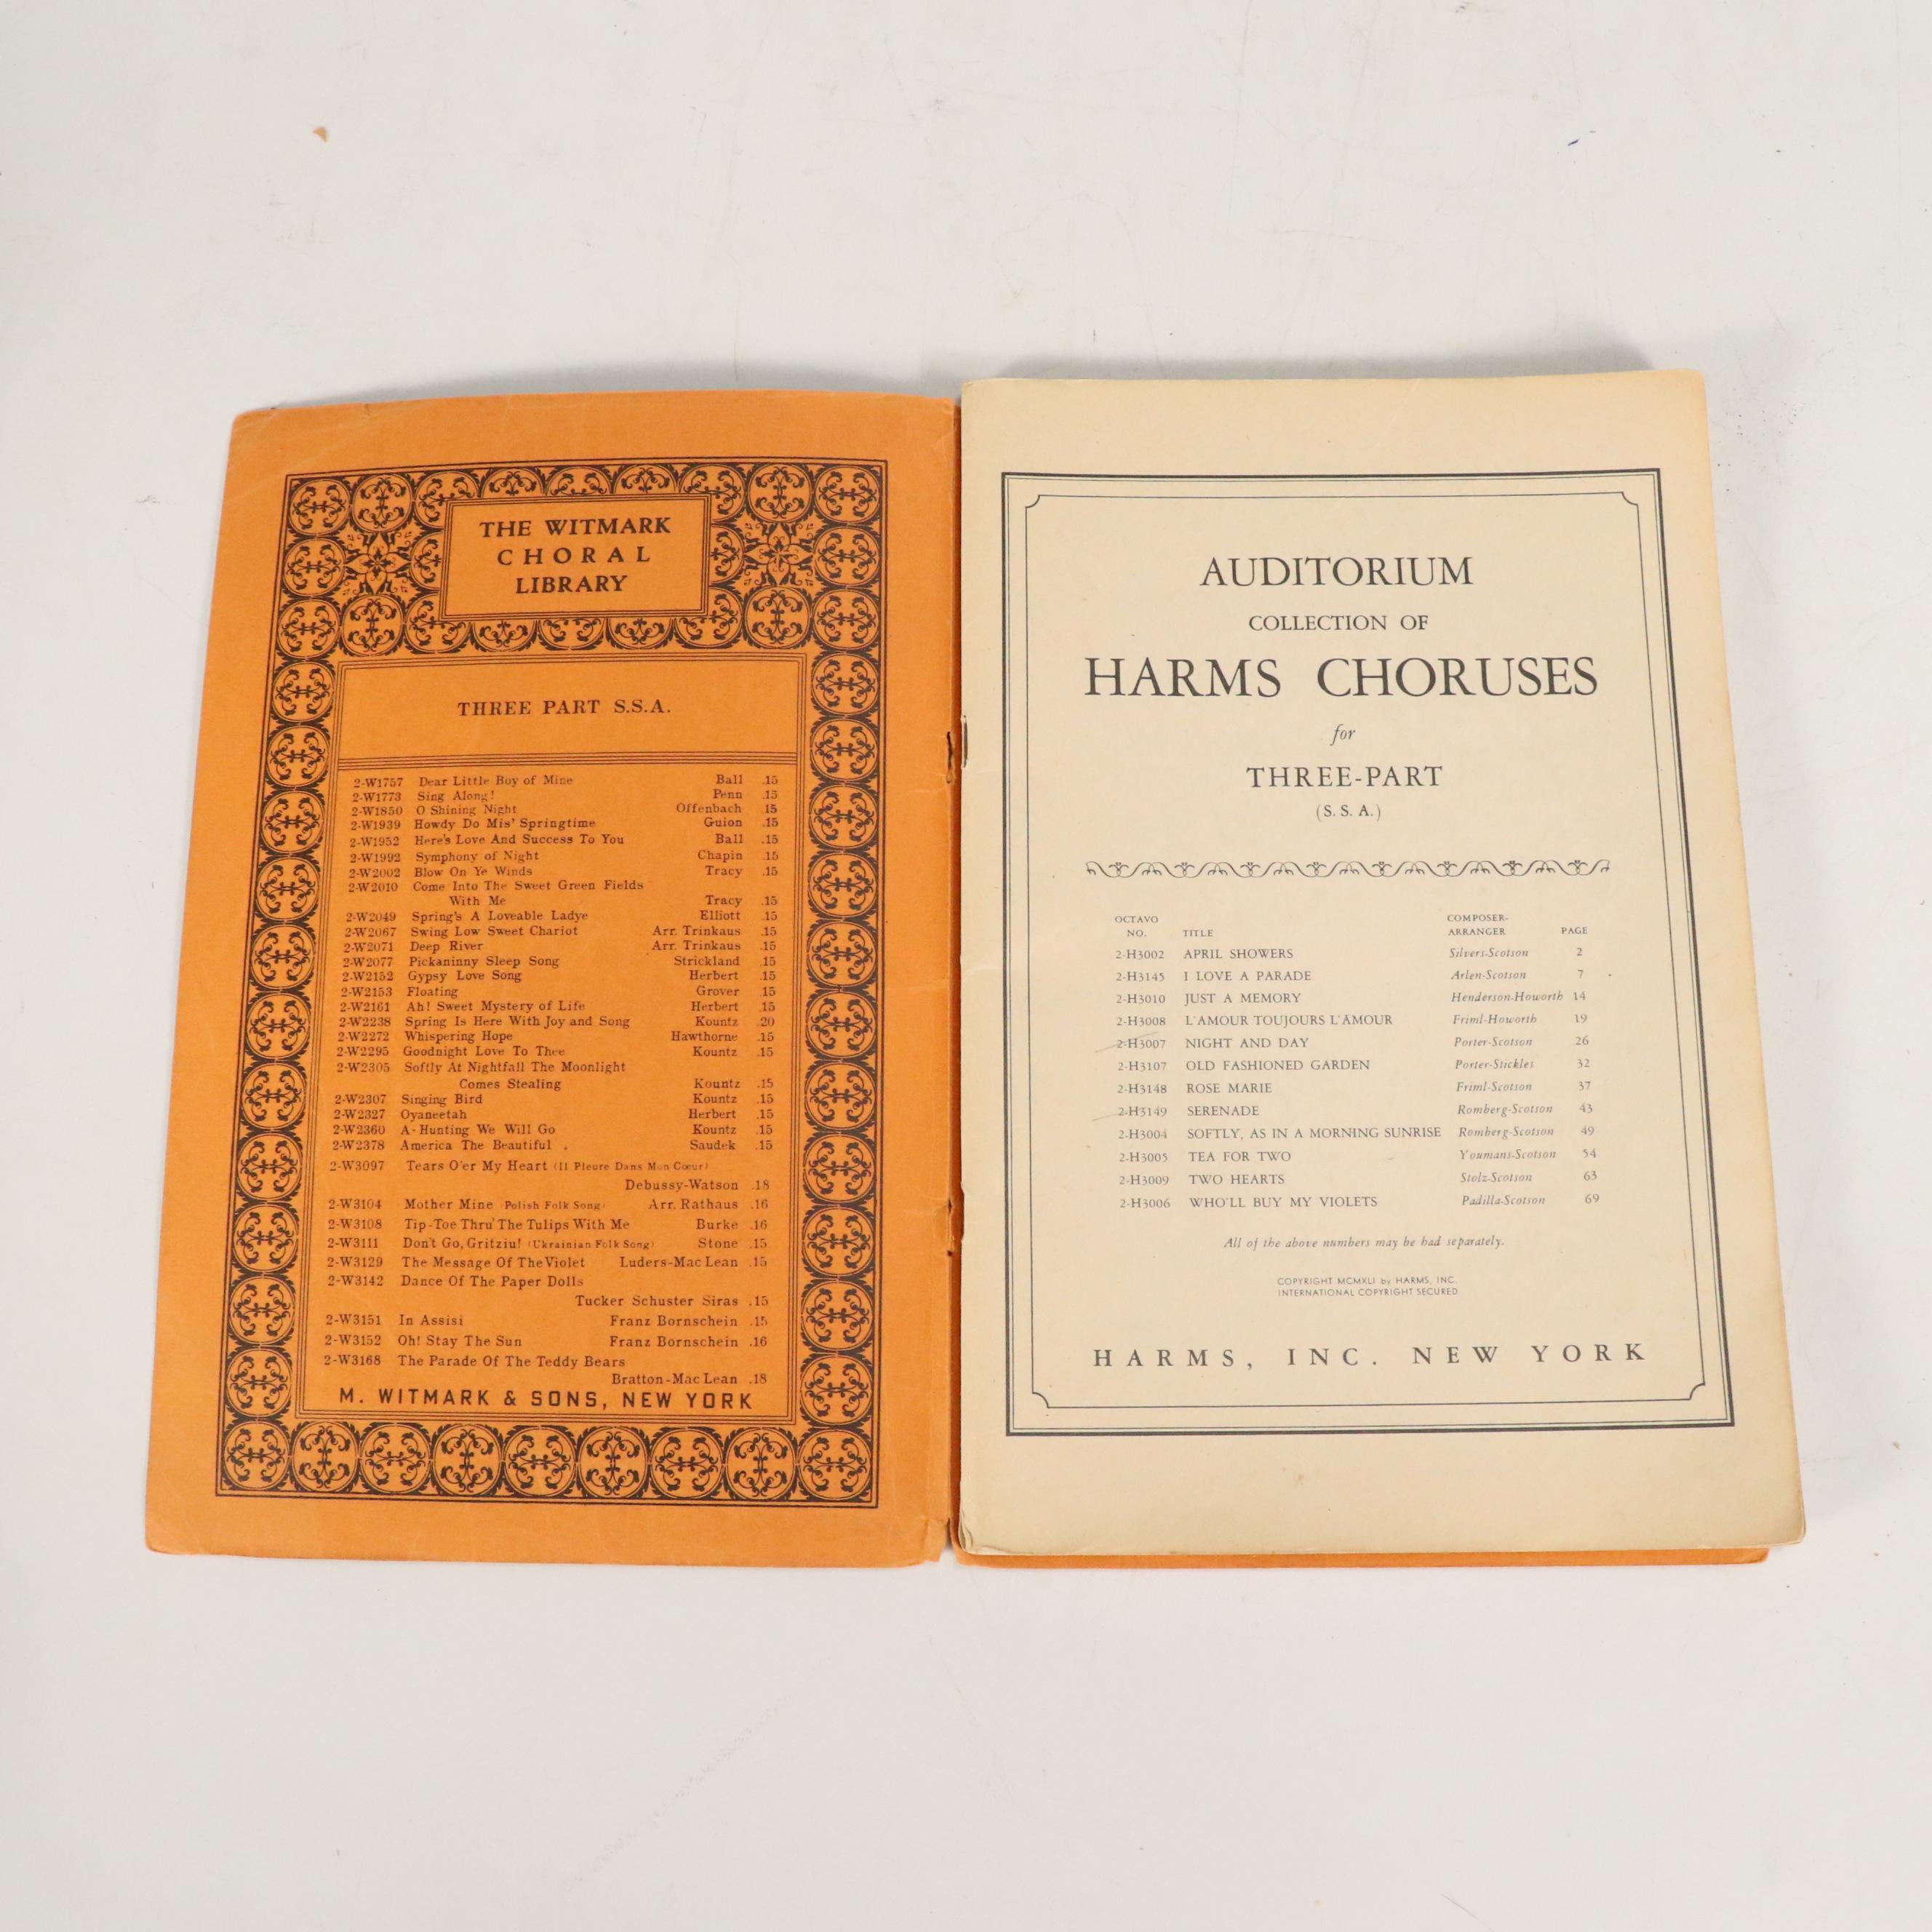 THE WITMARK
CHORAL
LIBRARY
THREE PART S.S.A.
2-W1757 Dear Little Boy of Mine Ball .15
2-W1773 Sing Along! Penn .15
2-W1850 O Shining Night Offenbach 15
2-W1939 Howdy Do Mis' Springtime Guion .15
2-W1952 Here's Love And Success To You Ball .15
2-W1992 Symphony of Night Chapin .15
2-W2002 Blow On Ye Winds Tracy .15
2-W2010 Come Into The Sweet Green Fields
With Me Tracy .15
2-W2049 Spring's A Loveable Ladye Elliott .15
2-W2067 Swing Low Sweet Chariot Arr. Trinkaus .15
2-W2071 Deep River Arr. Trinkaus .15
2-W2077 Pickaninny Sleep Song Strickland .15
2-W2152 Gypsy Love Song Herbert .15
2-W2153 Floating Grover .15
2-W2161 Ah! Sweet Mystery of Life Herbert .15
2-W2238 Spring Is Here With Joy and Song Kountz .20
2-W2272 Whispering Hope Hawthorne .15
2-W2295 Goodnight Love To Thee Kountz .15
2-W2305 Softly At Nightfall The Moonlight
Comes Stealing Kountz .15
2-W2307 Singing Bird Kountz .15
2-W2327 Oyaneetah Herbert .15
2-W2360 A-Hunting We Will Go Kountz .15
2-W2378 America The Beautiful . Saudek .15
2-W3097 Tears O'er My Heart (Il Pleure Dans Mon Cœur)
Debussy-Watson .18
2-W3104 Mother Mine (Polish Folk Song) Arr. Rathaus .16
2-W3108 Tip-Toe Thru' The Tulips With Me Burke .16
2-W3111 Don't Go, Gritziu! (Ukrainian Folk Song) Stone .15
2-W3129 The Message Of The Violet Luders-Mac Lean .15
2-W3142 Dance Of The Paper Dolls
Tucker Schuster Siras .15
2-W3151 In Assisi Franz Bornschein .15
2-W3152 Oh! Stay The Sun Franz Bornschein .16
2-W3168 The Parade Of The Teddy Bears
Bratton-Mac Lean .18
M. WITMARK & SONS, NEW YORK
AUDITORIUM
COLLECTION OF
HARMS CHORUSES
for
THREE-PART
(S. S. A.)
OCTAVO COMPOSER-
NO. TITLE ARRANGER PAGE
2-H3002 APRIL SHOWERS Silvers-Scotson 2
2-H3145 I LOVE A PARADE Arlen-Scotson 7
2-H3010 JUST A MEMORY Henderson-Howorth 14
2-H3008 L'AMOUR TOUJOURS L'AMOUR Friml-Howorth 19
2-H3007 NIGHT AND DAY Porter-Scotson 26
2-H3107 OLD FASHIONED GARDEN Porter-Stickles 32
2-H3148 ROSE MARIE Friml-Scotson 37
2-H3149 SERENADE Romberg-Scotson 43
2-H3004 SOFTLY, AS IN A MORNING SUNRISE Romberg-Scotson 49
2-H3005 TEA FOR TWO Youmans-Scotson 54
2-H3009 TWO HEARTS Stolz-Scotson 63
2-H3006 WHO'LL BUY MY VIOLETS Padilla-Scotson 69
All of the above numbers may be had separately.
COPYRIGHT MCMXLI by HARMS, INC.
INTERNATIONAL COPYRIGHT SECURED
HARMS, INC. NEW YORK